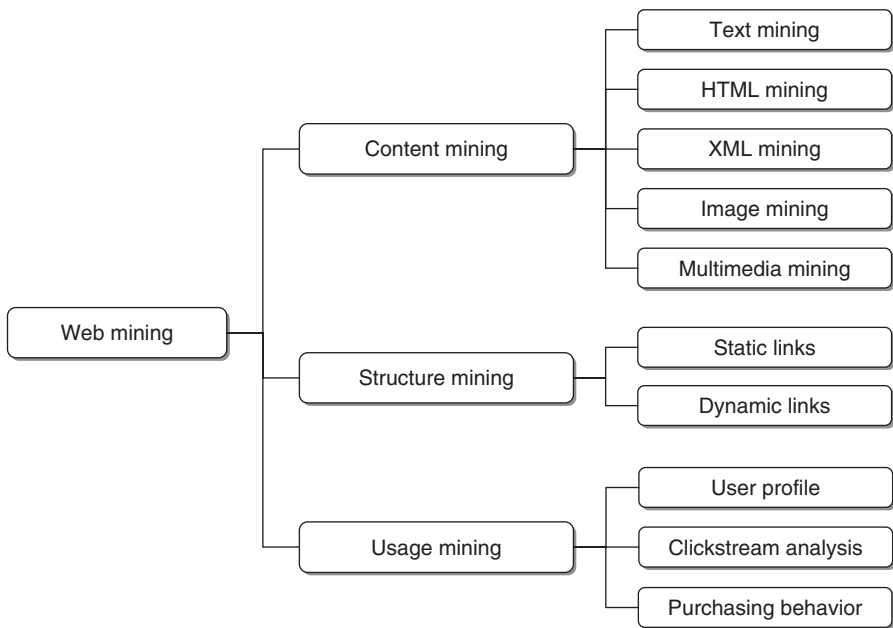 Web mining
Content mining
Text mining
HTML mining
XML mining
Image mining
Multimedia mining
Structure mining
Static links
Dynamic links
Usage mining
User profile
Clickstream analysis
Purchasing behavior